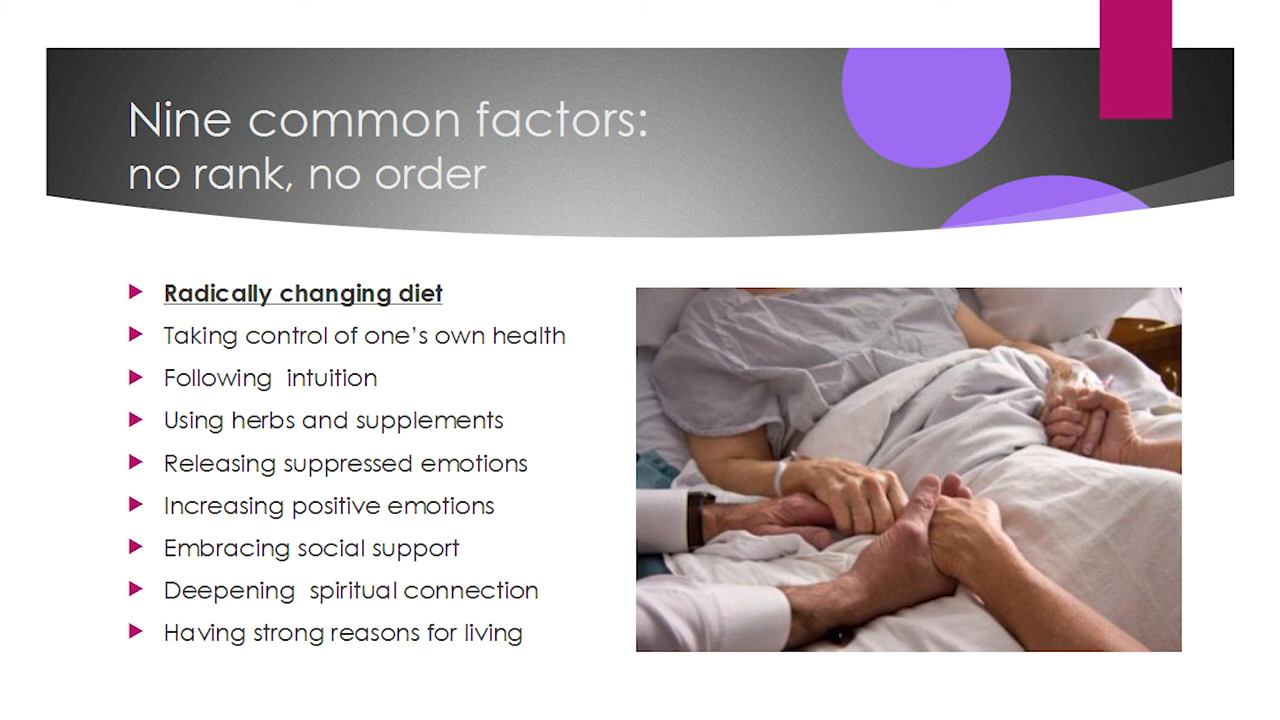 Nine common factors:
no rank, no order
Radically changing diet
Taking control of one's own health
Following  intuition
Using herbs and supplements
Releasing suppressed emotions
Increasing positive emotions
Embracing social support
Deepening  spiritual connection
Having strong reasons for living